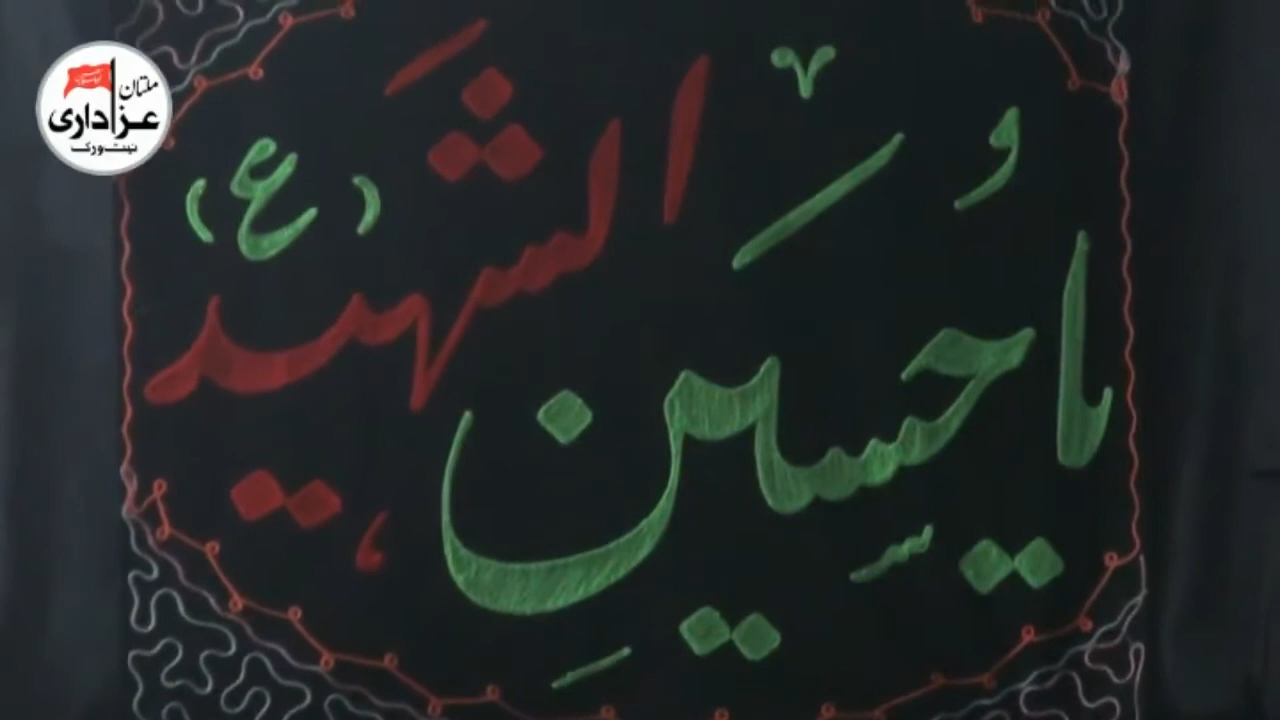 ملتان
عزاداری
نیٹ ورک
یا حسین
الشہید
(ع)